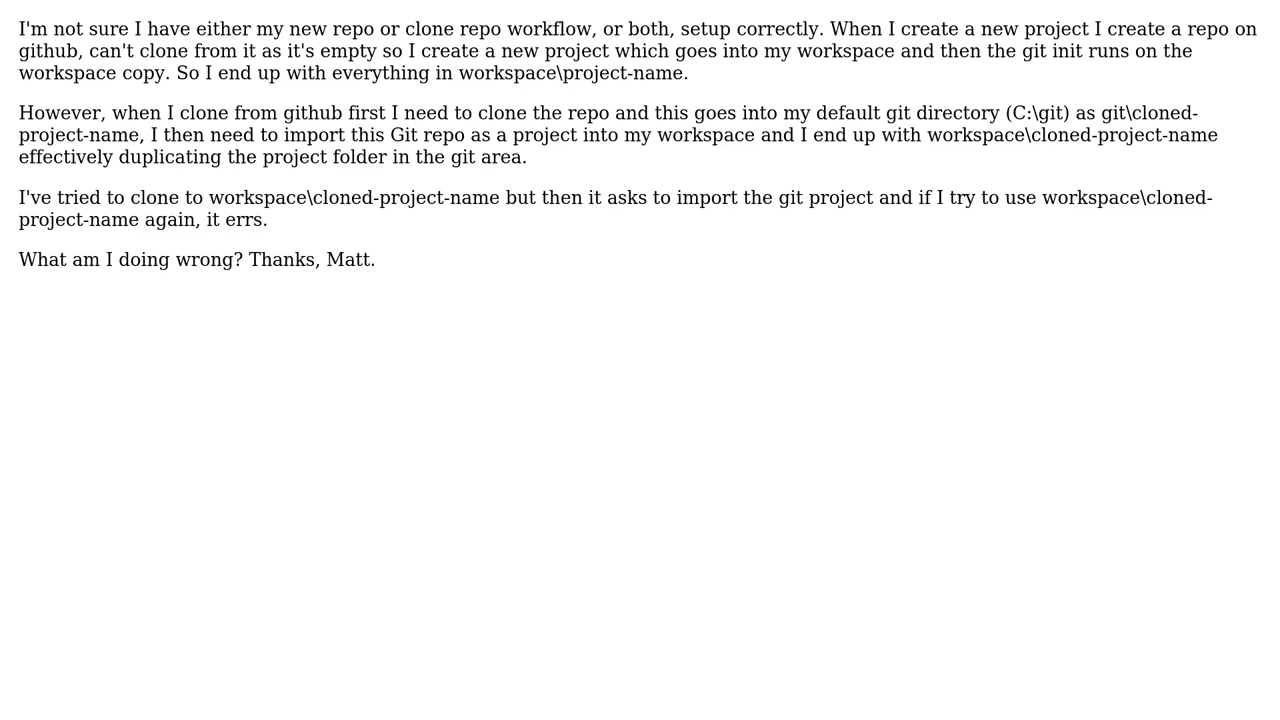 I'm not sure I have either my new repo or clone repo workflow, or both, setup correctly. When I create a new project I create a repo on
github, can't clone from it as it's empty so I create a new project which goes into my workspace and then the git init runs on the
workspace copy. So I end up with everything in workspace\project-name.
However, when I clone from github first I need to clone the repo and this goes into my default git directory (C:\git) as git\cloned-
project-name, I then need to import this Git repo as a project into my workspace and I end up with workspace\cloned-project-name
effectively duplicating the project folder in the git area.
I've tried to clone to workspace\cloned-project-name but then it asks to import the git project and if I try to use workspace\cloned-
project-name again, it errs.
What am I doing wrong? Thanks, Matt.